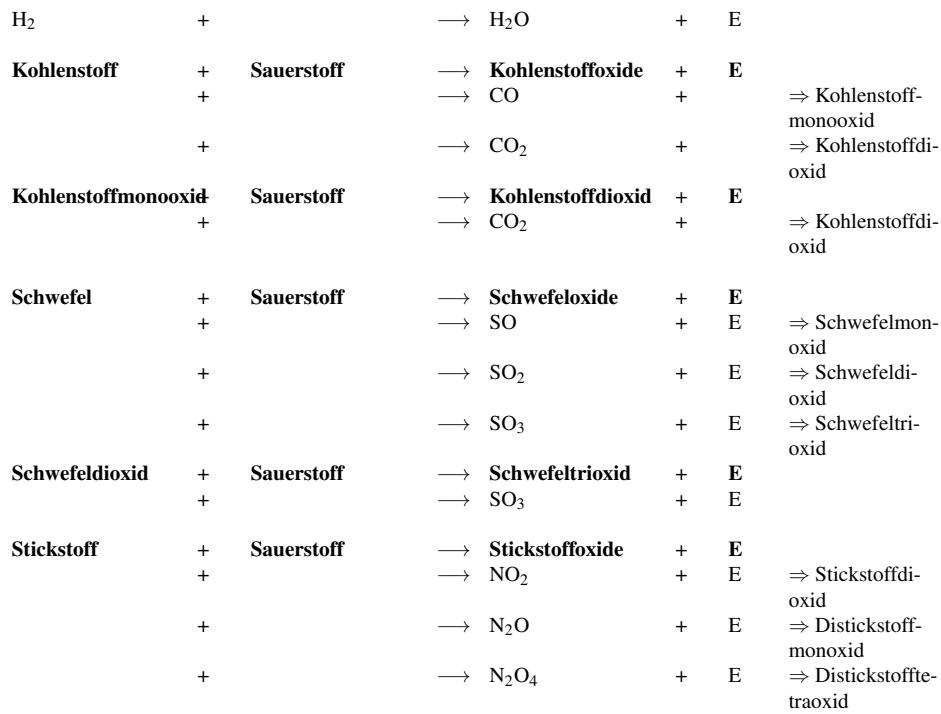 H₂ + ⟶ H₂O + E
Kohlenstoff + Sauerstoff ⟶ Kohlenstoffoxide + E
+ ⟶ CO + ⇒ Kohlenstoff-
monooxid
+ ⟶ CO₂ + ⇒ Kohlenstoffdi-
oxid
Kohlenstoffmonooxid+ Sauerstoff ⟶ Kohlenstoffdioxid + E
+ ⟶ CO₂ + ⇒ Kohlenstoffdi-
oxid
Schwefel + Sauerstoff ⟶ Schwefeloxide + E
+ ⟶ SO + E ⇒ Schwefelmon-
oxid
+ ⟶ SO₂ + E ⇒ Schwefeldi-
oxid
+ ⟶ SO₃ + E ⇒ Schwefeltri-
oxid
Schwefeldioxid + Sauerstoff ⟶ Schwefeltrioxid + E
+ ⟶ SO₃ + E
Stickstoff + Sauerstoff ⟶ Stickstoffoxide + E
+ ⟶ NO₂ + E ⇒ Stickstoffdi-
oxid
+ ⟶ N₂O + E ⇒ Distickstoff-
monoxid
+ ⟶ N₂O₄ + E ⇒ Distickstoffte-
traoxid